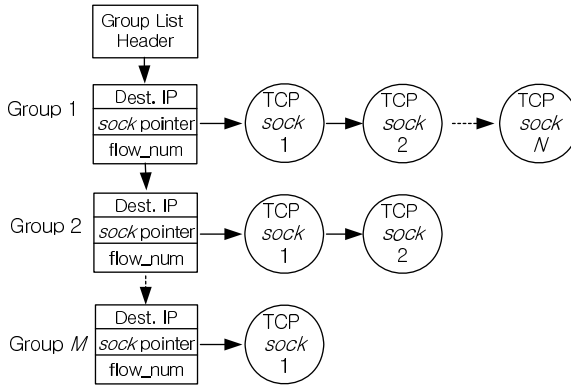 Group List
Header
Group 1
Dest. IP
sock pointer
flow_num
TCP
sock
1
TCP
sock
2
TCP
sock
N
Group 2
Dest. IP
sock pointer
flow_num
TCP
sock
1
TCP
sock
2
Group M
Dest. IP
sock pointer
flow_num
TCP
sock
1